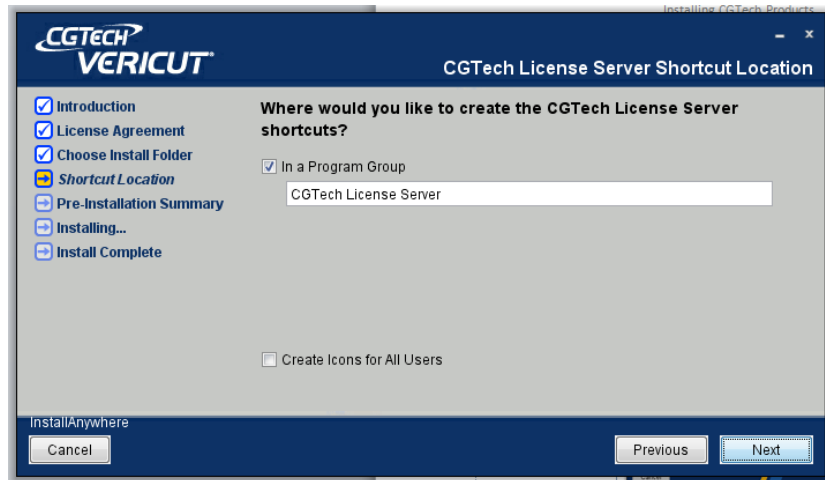 Installing CGTech Products
CGTECH
VERICUT
CGTech License Server Shortcut Location
Introduction
License Agreement
Choose Install Folder
Shortcut Location
Pre-Installation Summary
Installing...
Install Complete
Where would you like to create the CGTech License Server
shortcuts?
In a Program Group
CGTech License Server
Create Icons for All Users
InstallAnywhere
Cancel
Previous
Next